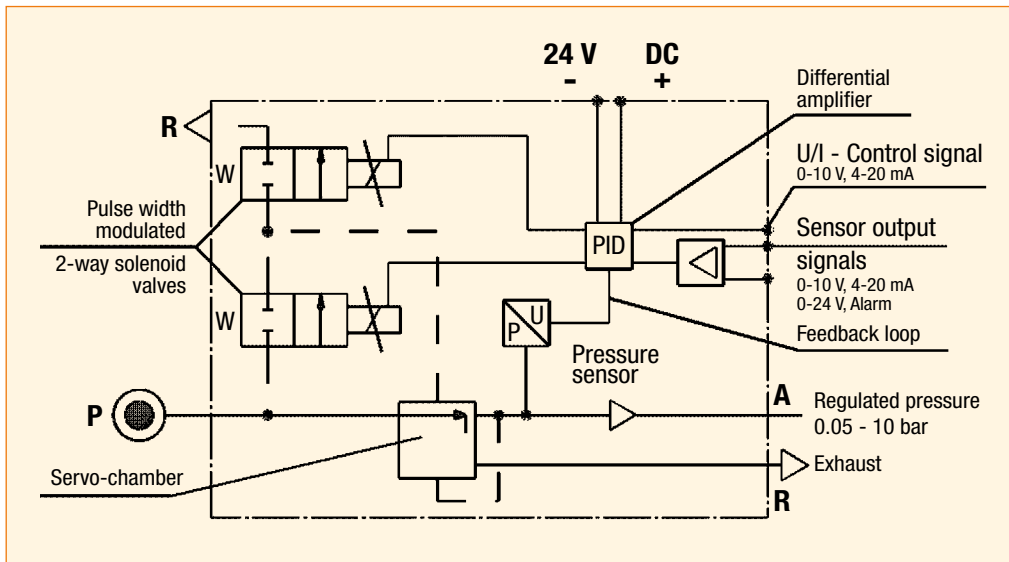 24 V DC
- +
Differential
amplifier
R
U/I - Control signal
0-10 V, 4-20 mA
W
Pulse width
modulated
2-way solenoid
valves
PID
Sensor output
signals
0-10 V, 4-20 mA
0-24 V, Alarm
W
P U
Feedback loop
Pressure
sensor
P
A
Regulated pressure
0.05 - 10 bar
Servo-chamber
Exhaust
R